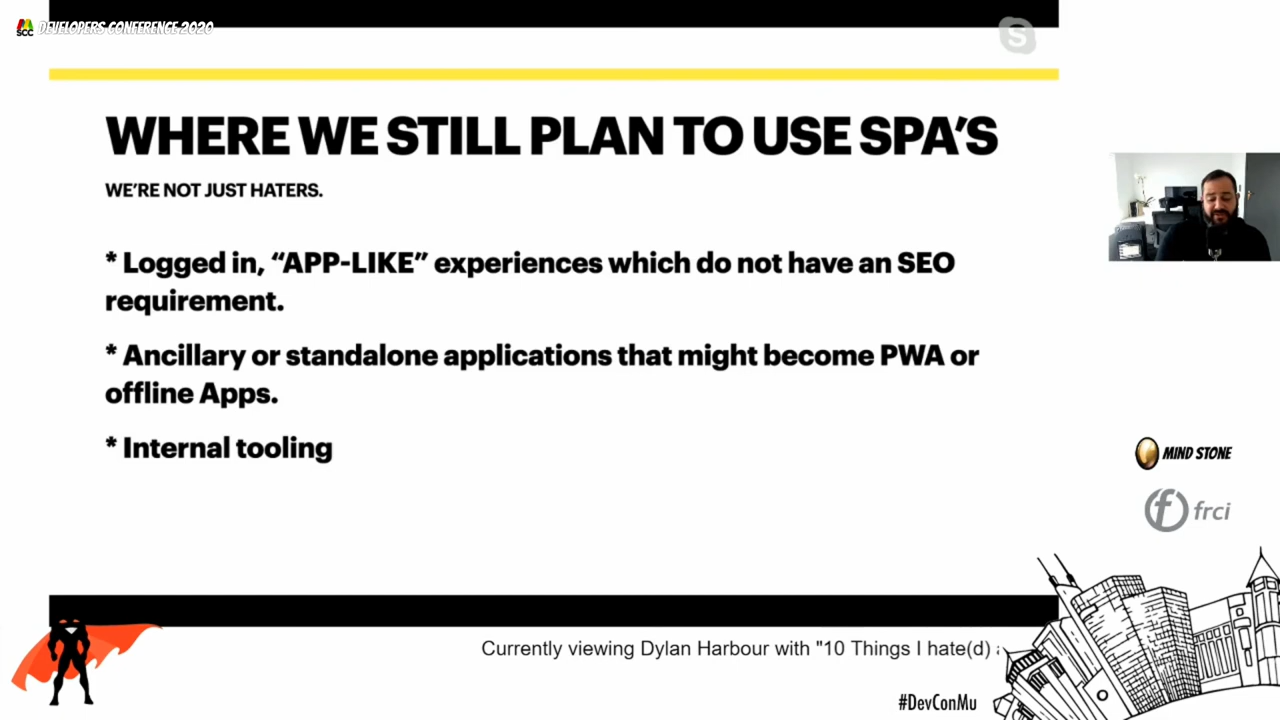 SCC DEVELOPERS CONFERENCE 2020
WHERE WE STILL PLAN TO USE SPA’S
WE’RE NOT JUST HATERS.
* Logged in, “APP-LIKE” experiences which do not have an SEO
requirement.
* Ancillary or standalone applications that might become PWA or
offline Apps.
* Internal tooling
MIND STONE
frci
Currently viewing Dylan Harbour with "10 Things I hate(d)
#DevConMu